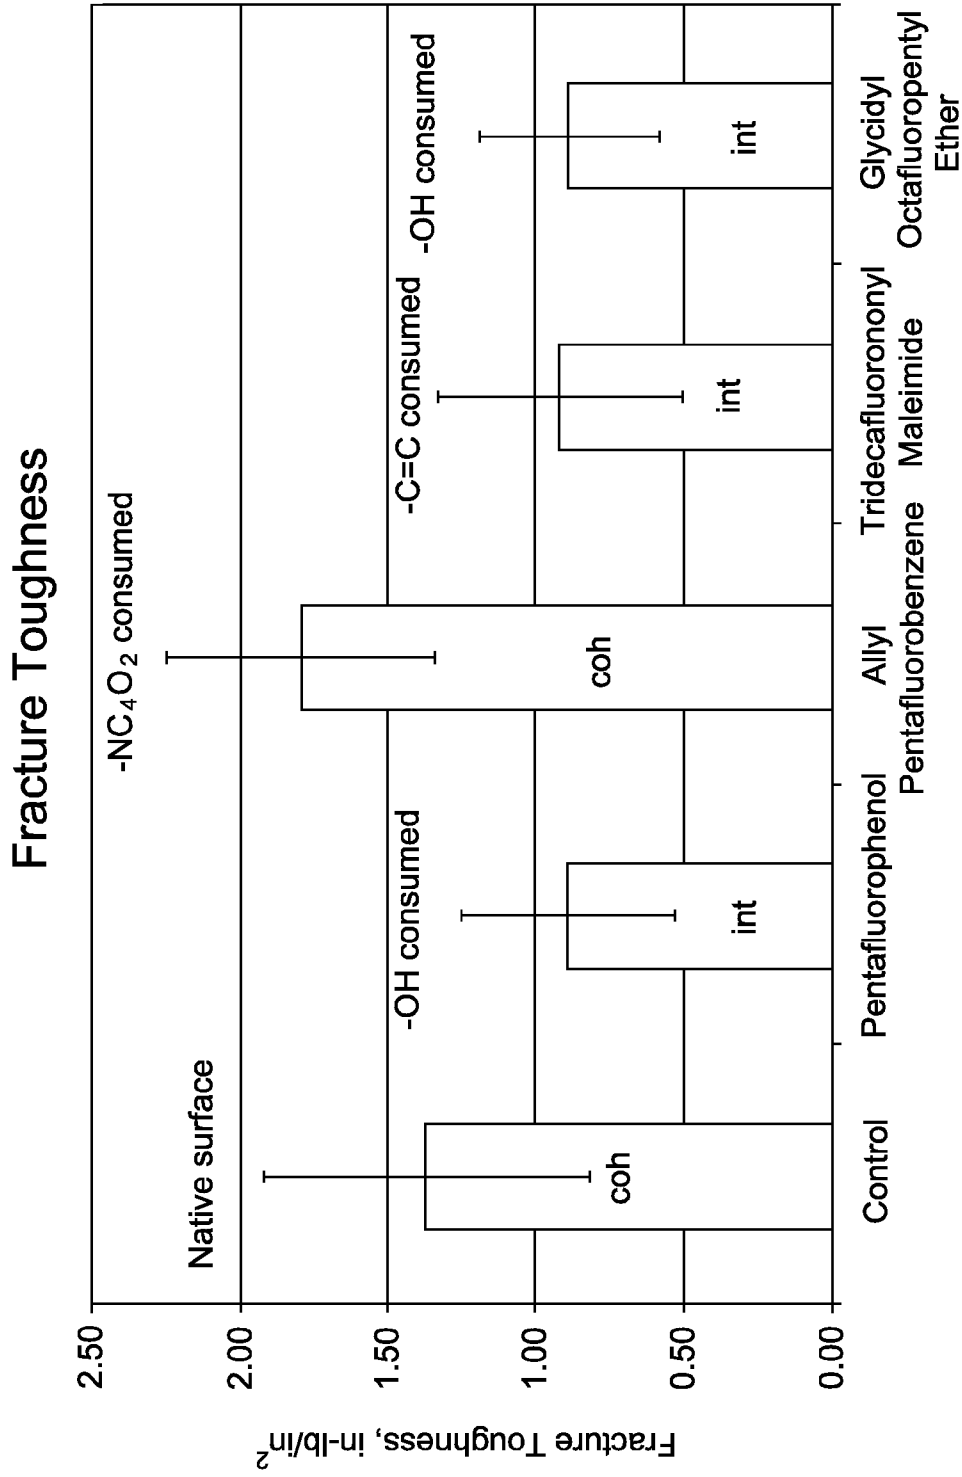 Fracture Toughness
Fracture Toughness, in-lb/in²
2.50
2.00
1.50
1.00
0.50
0.00
Native surface
-OH consumed
-NC₄O₂ consumed
-C=C consumed
-OH consumed
coh
int
coh
int
int
Control
Pentafluorophenol
Allyl
Pentafluorobenzene
Tridecafluorononyl
Maleimide
Glycidyl
Octafluoropentyl
Ether